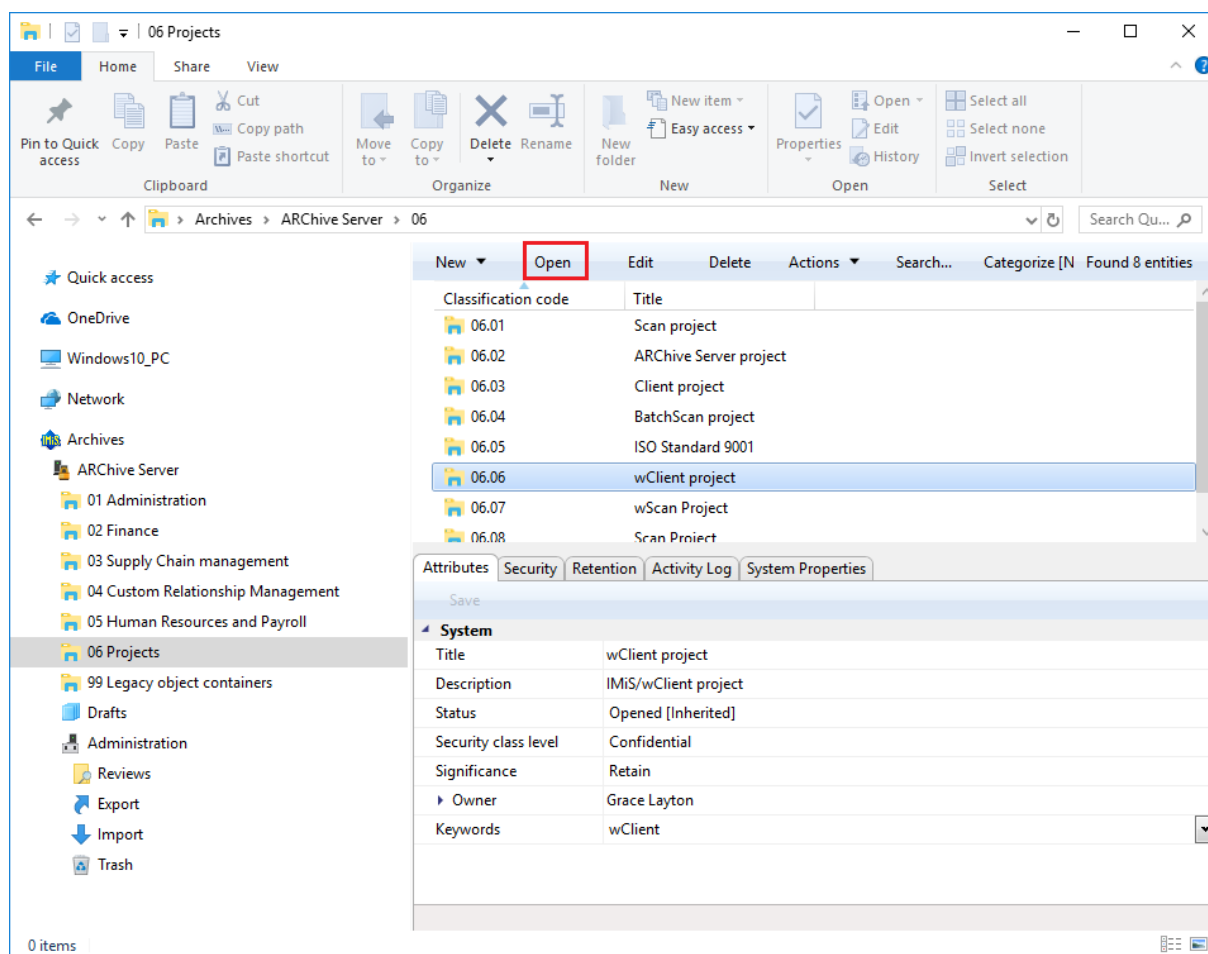 06 Projects
File Home Share View
Pin to Quick access
Copy
Paste
Cut
Copy path
Paste shortcut
Move to
Copy to
Delete
Rename
New folder
New item
Easy access
Properties
Open
Edit
History
Select all
Select none
Invert selection
Clipboard Organize New Open Select
Archives ARChive Server 06
Search Qu...
Quick access
OneDrive
Windows10_PC
Network
Archives
ARChive Server
01 Administration
02 Finance
03 Supply Chain management
04 Custom Relationship Management
05 Human Resources and Payroll
06 Projects
99 Legacy object containers
Drafts
Administration
Reviews
Export
Import
Trash
New Open Edit Delete Actions Search... Categorize [N Found 8 entities
Classification code Title
06.01 Scan project
06.02 ARChive Server project
06.03 Client project
06.04 BatchScan project
06.05 ISO Standard 9001
06.06 wClient project
06.07 wScan Project
06.08 Scan Project
Attributes Security Retention Activity Log System Properties
Save
System
Title wClient project
Description IMiS/wClient project
Status Opened [Inherited]
Security class level Confidential
Significance Retain
Owner Grace Layton
Keywords wClient
0 items